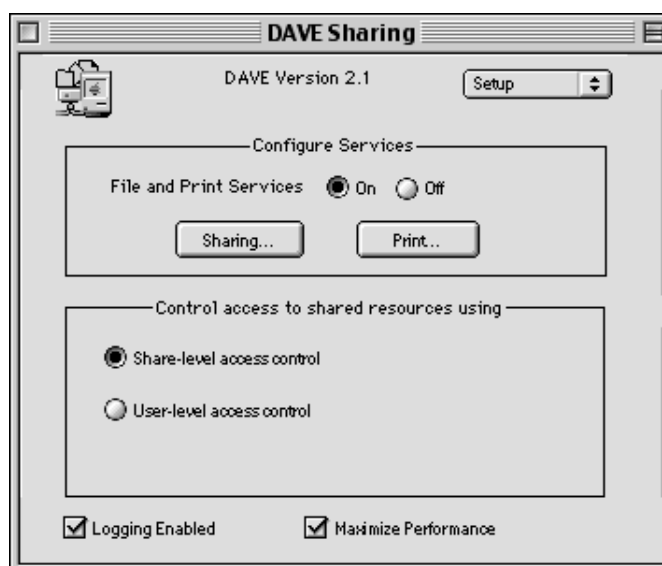 DAVE Sharing
DAVE Version 2.1
Setup
Configure Services
File and Print Services On Off
Sharing... Print...
Control access to shared resources using
Share-level access control
User-level access control
Logging Enabled Maximize Performance